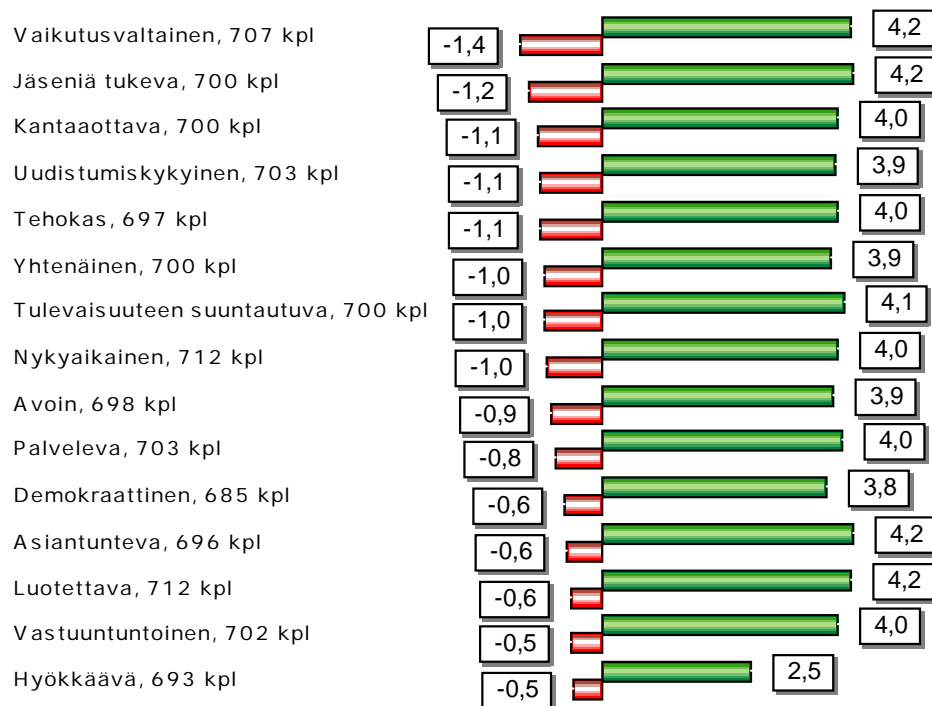 Vaikutusvaltainen, 707 kpl -1,4 4,2
Jäseniä tukeva, 700 kpl -1,2 4,2
Kantaaottava, 700 kpl -1,1 4,0
Uudistumiskykyinen, 703 kpl -1,1 3,9
Tehokas, 697 kpl -1,1 4,0
Yhtenäinen, 700 kpl -1,0 3,9
Tulevaisuuteen suuntautuva, 700 kpl -1,0 4,1
Nykyaikainen, 712 kpl -1,0 4,0
Avoin, 698 kpl -0,9 3,9
Palveleva, 703 kpl -0,8 4,0
Demokraattinen, 685 kpl -0,6 3,8
Asiantunteva, 696 kpl -0,6 4,2
Luotettava, 712 kpl -0,6 4,2
Vastuuntuntoinen, 702 kpl -0,5 4,0
Hyökkäävä, 693 kpl -0,5 2,5